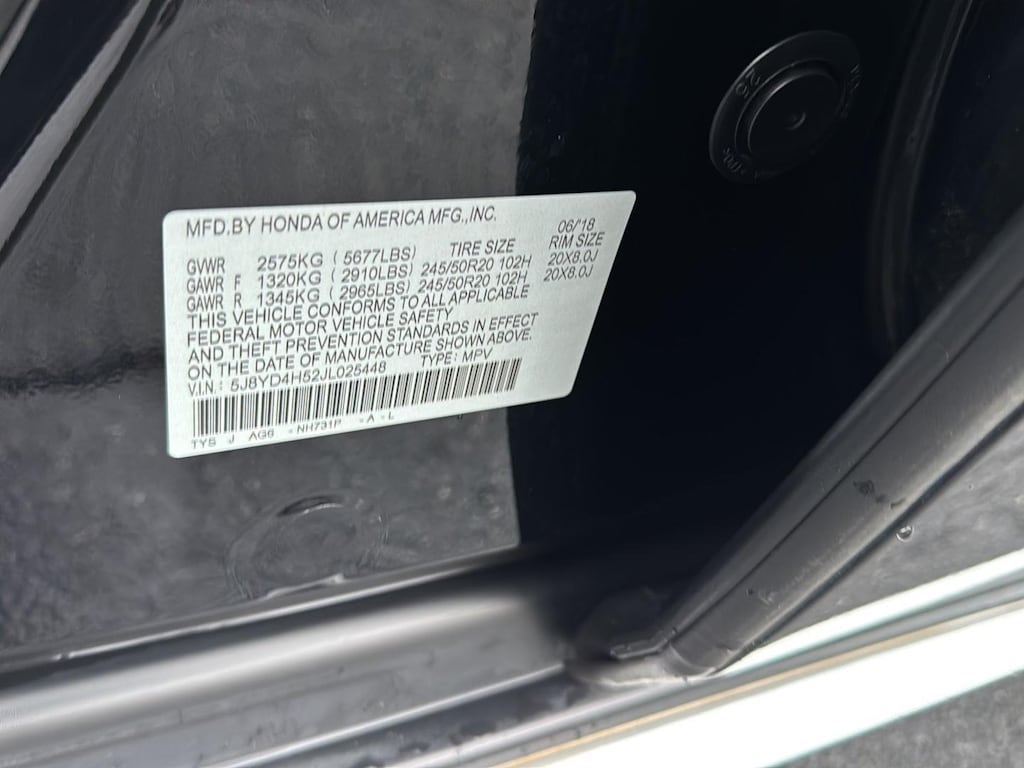 MFD.BY HONDA OF AMERICA MFG.,INC. 06/18
TIRE SIZE RIM SIZE
GVWR 2575KG ( 5677LBS)
GAWR F 1320KG ( 2910LBS) 245/50R20 102H 20X8.0J
GAWR R 1345KG ( 2965LBS) 245/50R20 102H 20X8.0J
THIS VEHICLE CONFORMS TO ALL APPLICABLE
FEDERAL MOTOR VEHICLE SAFETY
AND THEFT PREVENTION STANDARDS IN EFFECT
ON THE DATE OF MANUFACTURE SHOWN ABOVE.
V.I.N.: 5J8YD4H52JL025448 TYPE: MPV
TYS J AG6 *NH731P *A*L